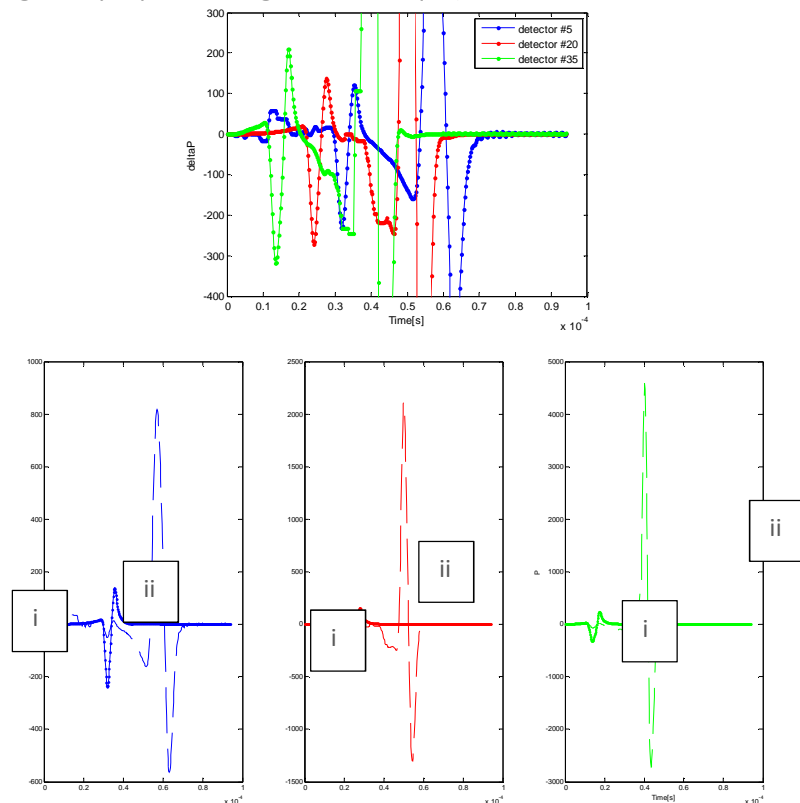 300
200
100
0
-100
-200
-300
-400
deltaP
detector #5
detector #20
detector #35
0 0.1 0.2 0.3 0.4 0.5 0.6 0.7 0.8 0.9 1
Time[s]
x 10⁻⁴
1000
800
600
400
200
0
-200
-400
-600
i
ii
0 0.2 0.4 0.6 0.8 1
2500
2000
1500
1000
500
0
-500
-1000
-1500
i
ii
0 0.2 0.4 0.6 0.8 1
5000
4000
3000
2000
1000
0
-1000
-2000
-3000
P
i
ii
0 0.2 0.4 0.6 0.8 1
Time[s]